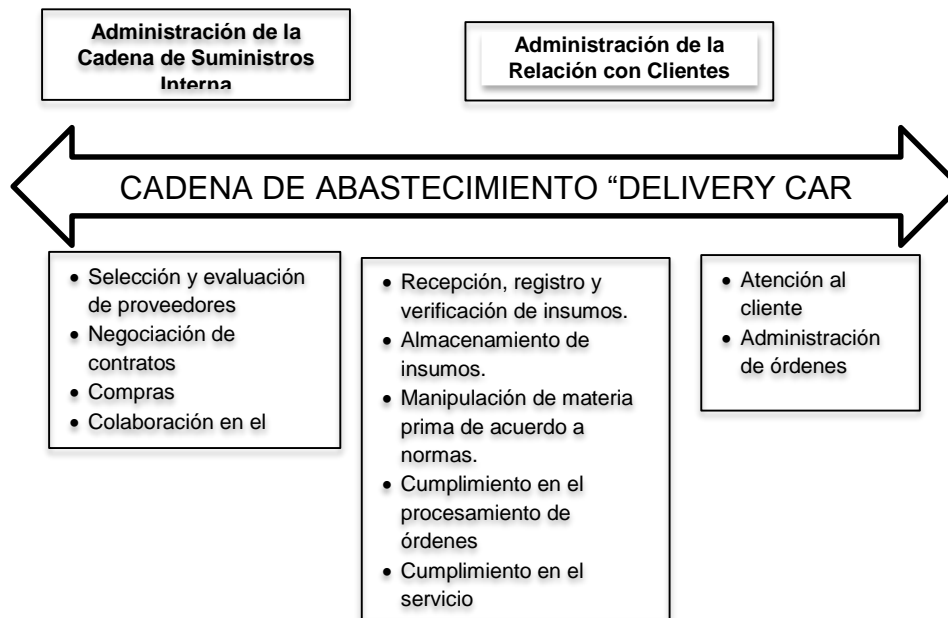 Administración de la
Cadena de Suministros
Interna
Administración de la
Relación con Clientes
CADENA DE ABASTECIMIENTO “DELIVERY CAR
• Selección y evaluación
de proveedores
• Negociación de
contratos
• Compras
• Colaboración en el
• Recepción, registro y
verificación de insumos.
• Almacenamiento de
insumos.
• Manipulación de materia
prima de acuerdo a
normas.
• Cumplimiento en el
procesamiento de
órdenes
• Cumplimiento en el
servicio
• Atención al
cliente
• Administración
de órdenes